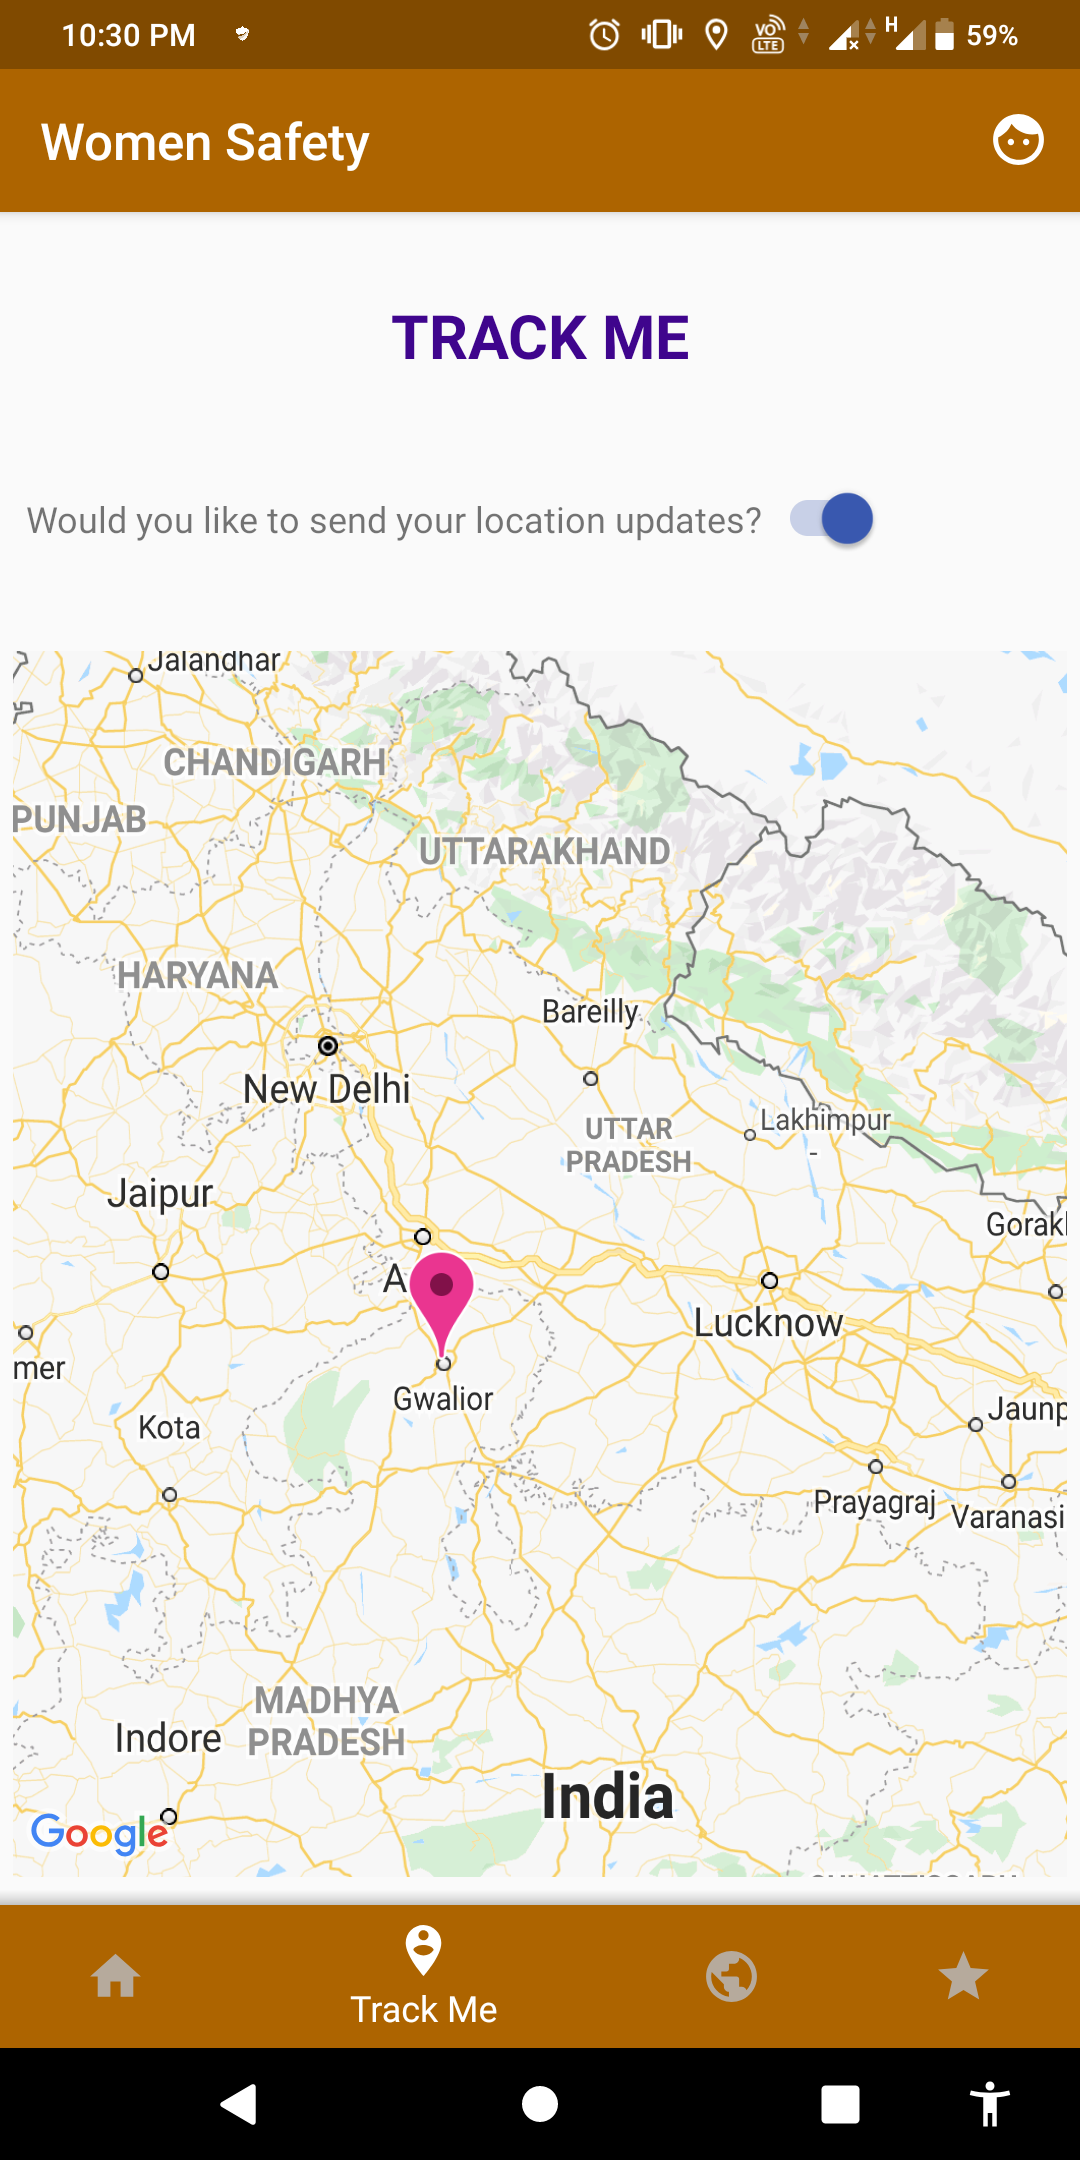 10:30 PM
VO LTE
H
59%
Women Safety
TRACK ME
Would you like to send your location updates?
Jalandhar
CHANDIGARH
PUNJAB
UTTARAKHAND
HARYANA
Bareilly
New Delhi
UTTAR
PRADESH
Lakhimpur
-
Jaipur
Gorakl
A
Lucknow
mer
Gwalior
Jaunp
Kota
Prayagraj
Varanasi
MADHYA
PRADESH
Indore
India
Google
Track Me